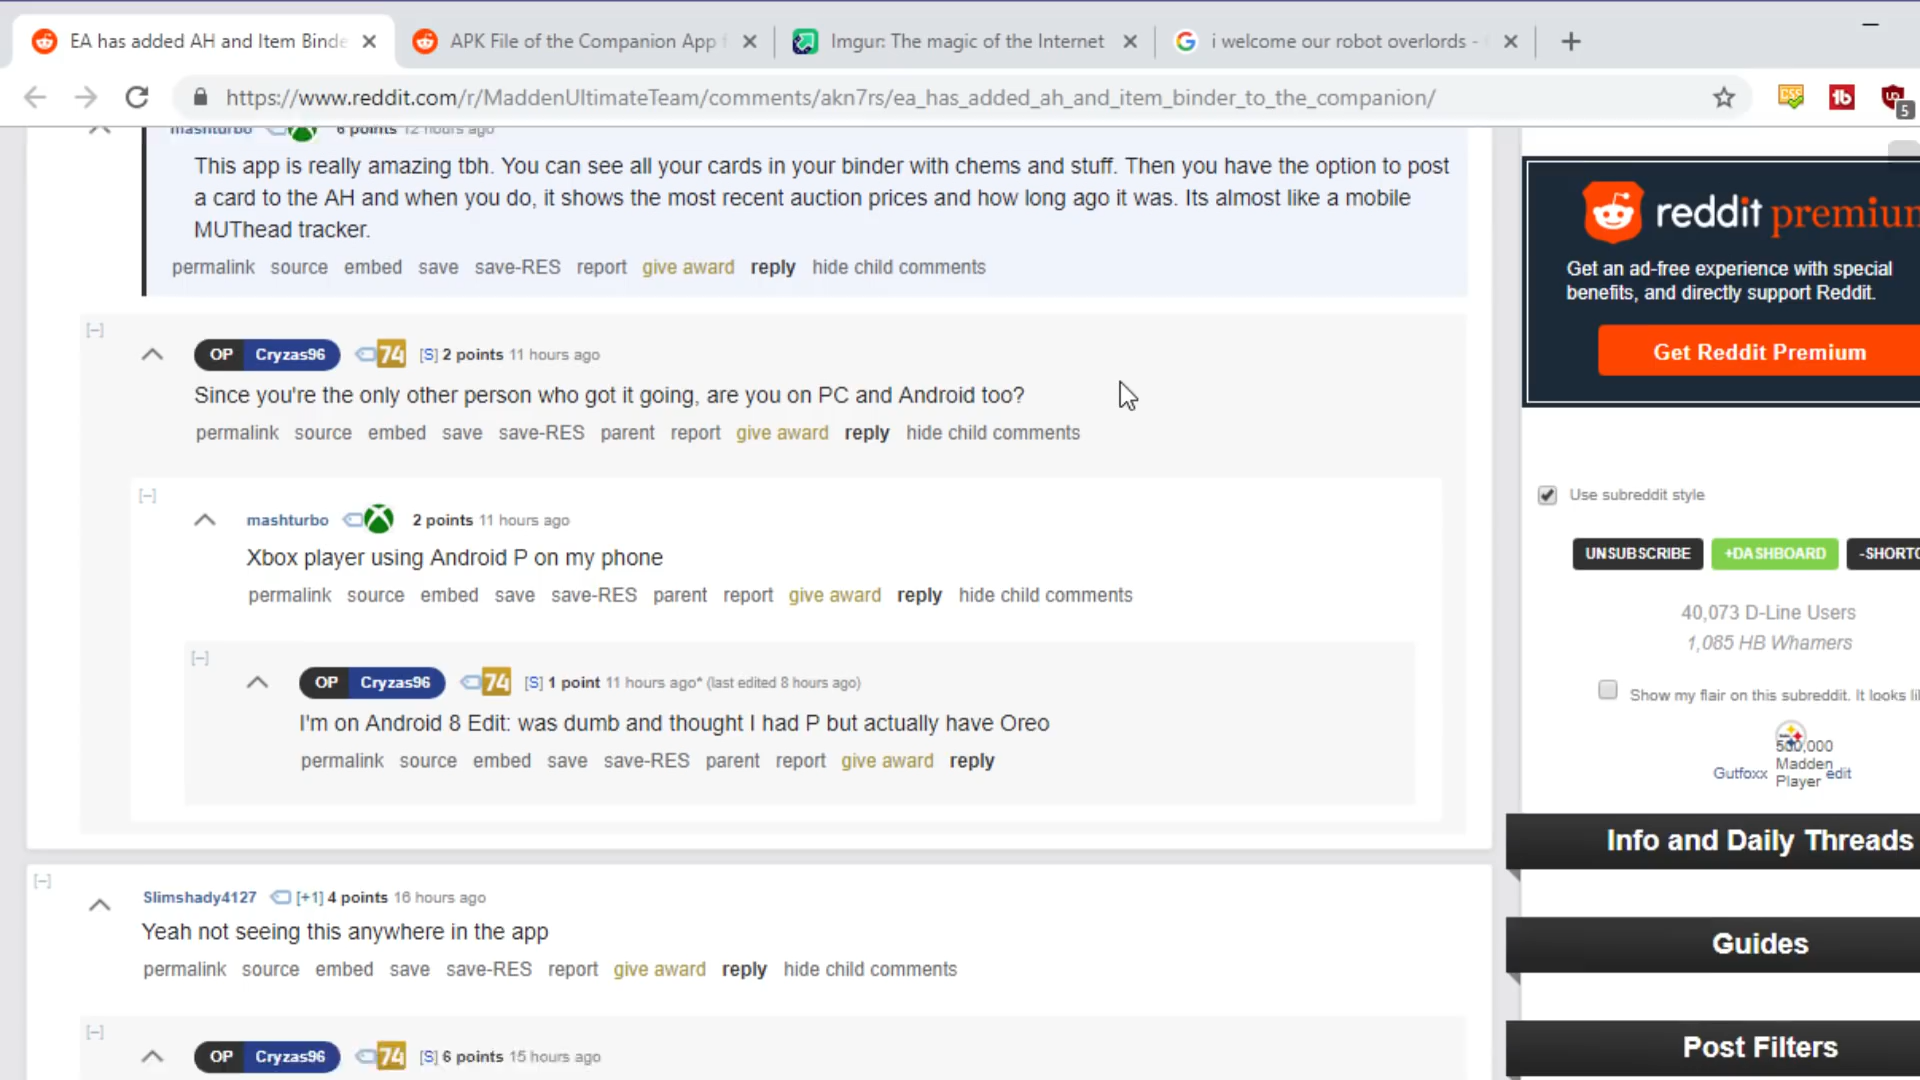 EA has added AH and Item Binde
APK File of the Companion App f
Imgur: The magic of the Internet
i welcome our robot overlords -
https://www.reddit.com/r/MaddenUltimateTeam/comments/akn7rs/ea_has_added_ah_and_item_binder_to_the_companion/
CSS
tb
5
mashturbo 6 points 12 hours ago
This app is really amazing tbh. You can see all your cards in your binder with chems and stuff. Then you have the option to post
a card to the AH and when you do, it shows the most recent auction prices and how long ago it was. Its almost like a mobile
MUThead tracker.
permalink source embed save save-RES report give award reply hide child comments
[-]
OP Cryzas96 74 [S] 2 points 11 hours ago
Since you're the only other person who got it going, are you on PC and Android too?
permalink source embed save save-RES parent report give award reply hide child comments
[-]
mashturbo 2 points 11 hours ago
Xbox player using Android P on my phone
permalink source embed save save-RES parent report give award reply hide child comments
[-]
OP Cryzas96 74 [S] 1 point 11 hours ago* (last edited 8 hours ago)
I'm on Android 8 Edit: was dumb and thought I had P but actually have Oreo
permalink source embed save save-RES parent report give award reply
[-]
Slimshady4127 [+1] 4 points 16 hours ago
Yeah not seeing this anywhere in the app
permalink source embed save save-RES report give award reply hide child comments
[-]
OP Cryzas96 74 [S] 6 points 15 hours ago
reddit premium
Get an ad-free experience with special
benefits, and directly support Reddit.
Get Reddit Premium
Use subreddit style
UNSUBSCRIBE +DASHBOARD -SHORTC
40,073 D-Line Users
1,085 HB Whamers
Show my flair on this subreddit. It looks li
Gutfoxx 500,000 Madden Player edit
Info and Daily Threads
Guides
Post Filters